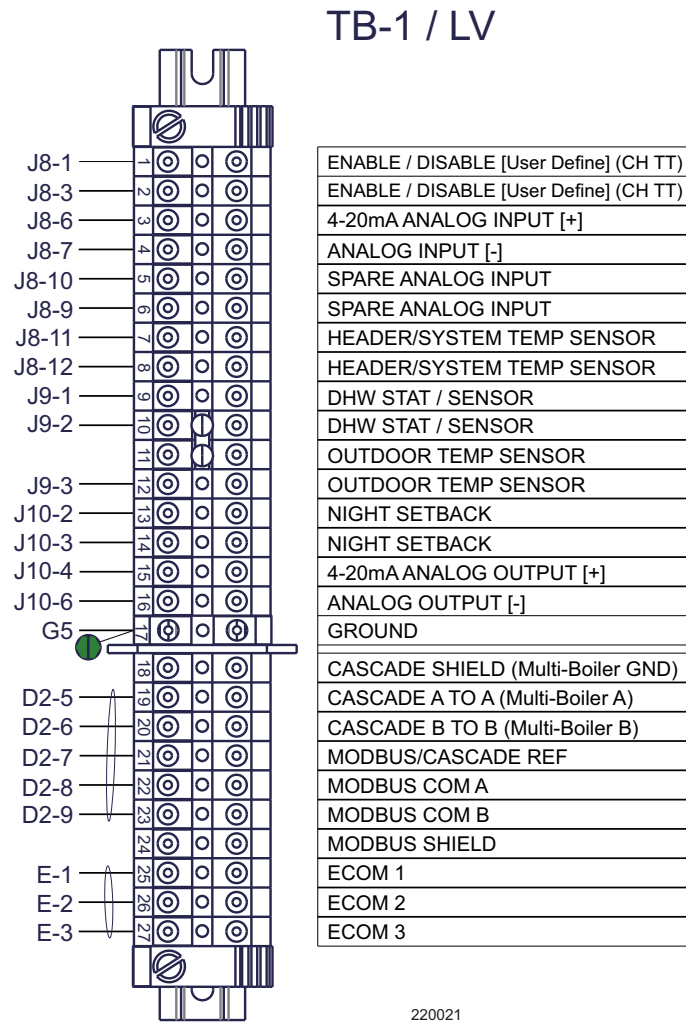 TB-1 / LV
J8-1 1 ENABLE / DISABLE [User Define] (CH TT)
J8-3 2 ENABLE / DISABLE [User Define] (CH TT)
J8-6 3 4-20mA ANALOG INPUT [+]
J8-7 4 ANALOG INPUT [-]
J8-10 5 SPARE ANALOG INPUT
J8-9 6 SPARE ANALOG INPUT
J8-11 7 HEADER/SYSTEM TEMP SENSOR
J8-12 8 HEADER/SYSTEM TEMP SENSOR
J9-1 9 DHW STAT / SENSOR
J9-2 10 DHW STAT / SENSOR
11 OUTDOOR TEMP SENSOR
J9-3 12 OUTDOOR TEMP SENSOR
J10-2 13 NIGHT SETBACK
J10-3 14 NIGHT SETBACK
J10-4 15 4-20mA ANALOG OUTPUT [+]
J10-6 16 ANALOG OUTPUT [-]
G5 17 GROUND
18 CASCADE SHIELD (Multi-Boiler GND)
D2-5 19 CASCADE A TO A (Multi-Boiler A)
D2-6 20 CASCADE B TO B (Multi-Boiler B)
D2-7 21 MODBUS/CASCADE REF
D2-8 22 MODBUS COM A
D2-9 23 MODBUS COM B
24 MODBUS SHIELD
E-1 25 ECOM 1
E-2 26 ECOM 2
E-3 27 ECOM 3
220021